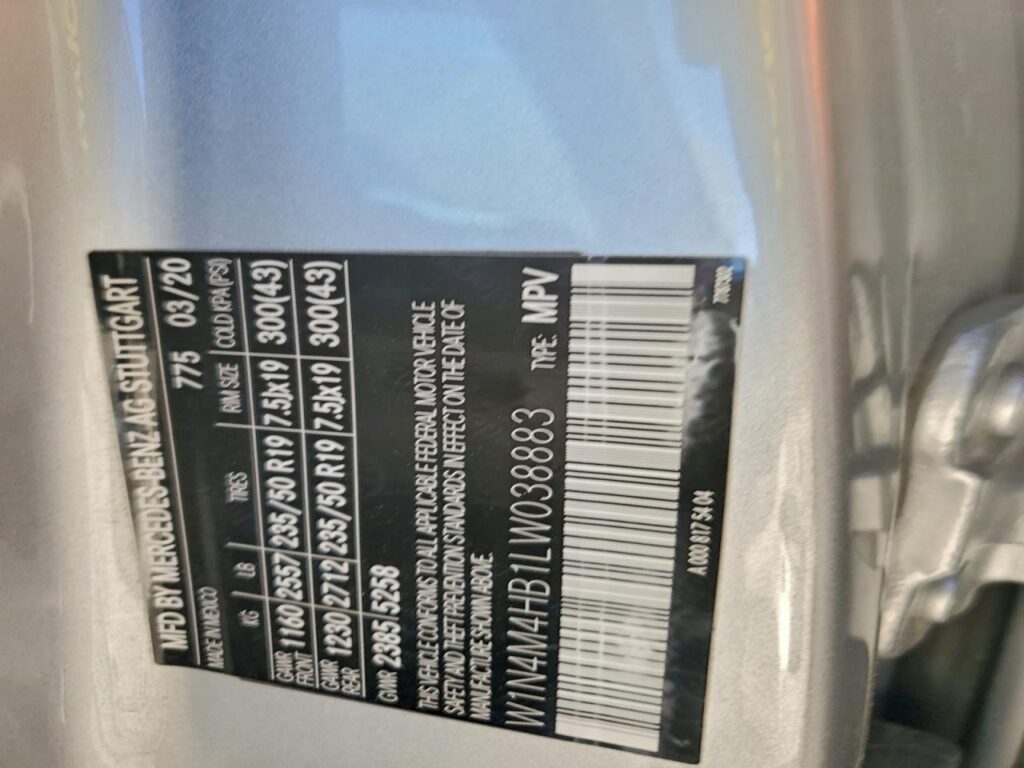 MFD BY MERCEDES-BENZ AG STUTTGART
MADE IN MEXICO 775 03/20
KG LB TIRES RIM SIZE COLD KPA(PSI)
GAWR FRONT 1160 2557 235/50 R19 7.5Jx19 300(43)
GAWR REAR 1230 2712 235/50 R19 7.5Jx19 300(43)
GVWR 2385 5258
THIS VEHICLE CONFORMS TO ALL APPLICABLE FEDERAL MOTOR VEHICLE
SAFETY AND THEFT PREVENTION STANDARDS IN EFFECT ON THE DATE OF
MANUFACTURE SHOWN ABOVE.
W1N4M4HB1LW038883 TYPE: MPV
A 000 817 54 04